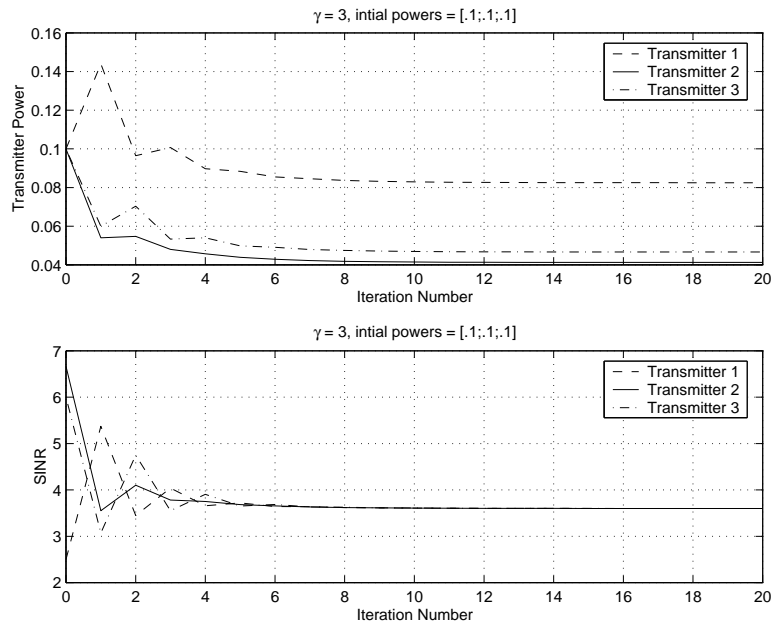 γ = 3, intial powers = [.1;.1;.1]
0.16
0.14
0.12
0.1
0.08
0.06
0.04
Transmitter Power
Transmitter 1
Transmitter 2
Transmitter 3
0 2 4 6 8 10 12 14 16 18 20
Iteration Number
γ = 3, intial powers = [.1;.1;.1]
7
6
5
4
3
2
SINR
Transmitter 1
Transmitter 2
Transmitter 3
0 2 4 6 8 10 12 14 16 18 20
Iteration Number